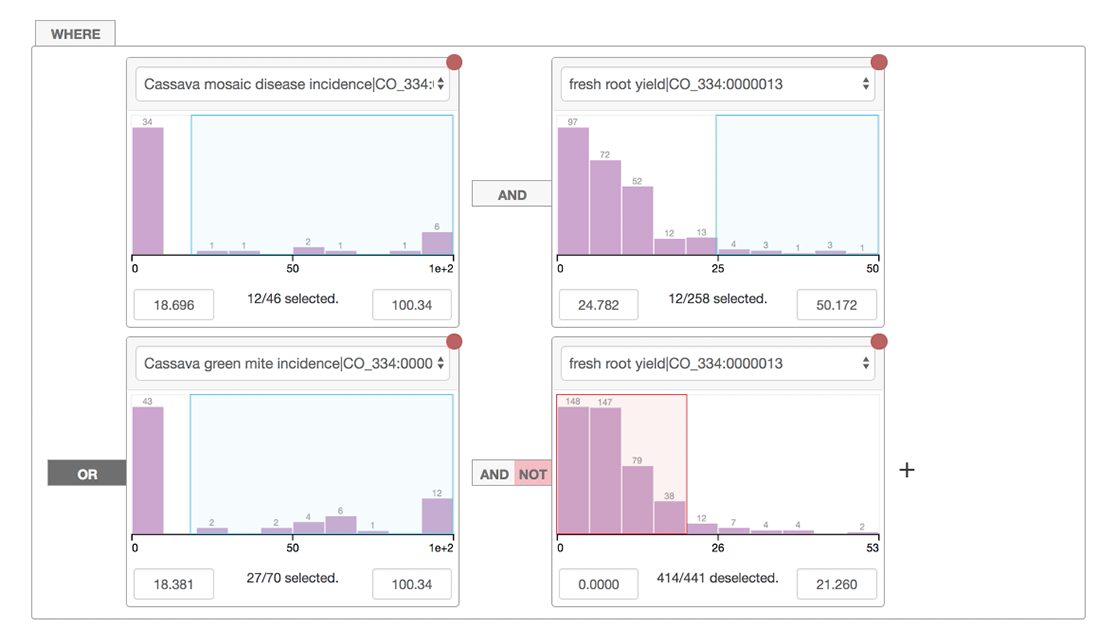 WHERE
Cassava mosaic disease incidence|CO_334:
34
1
1
2
1
1
6
0 50 1e+2
18.696 12/46 selected. 100.34
AND
fresh root yield|CO_334:0000013
97
72
52
12
13
4
3
1
3
1
0 25 50
24.782 12/258 selected. 50.172
OR
Cassava green mite incidence|CO_334:0000
43
2
2
4
6
1
12
0 50 1e+2
18.381 27/70 selected. 100.34
AND NOT
fresh root yield|CO_334:0000013
148
147
79
38
12
7
4
4
2
0 26 53
0.0000 414/441 deselected. 21.260
+